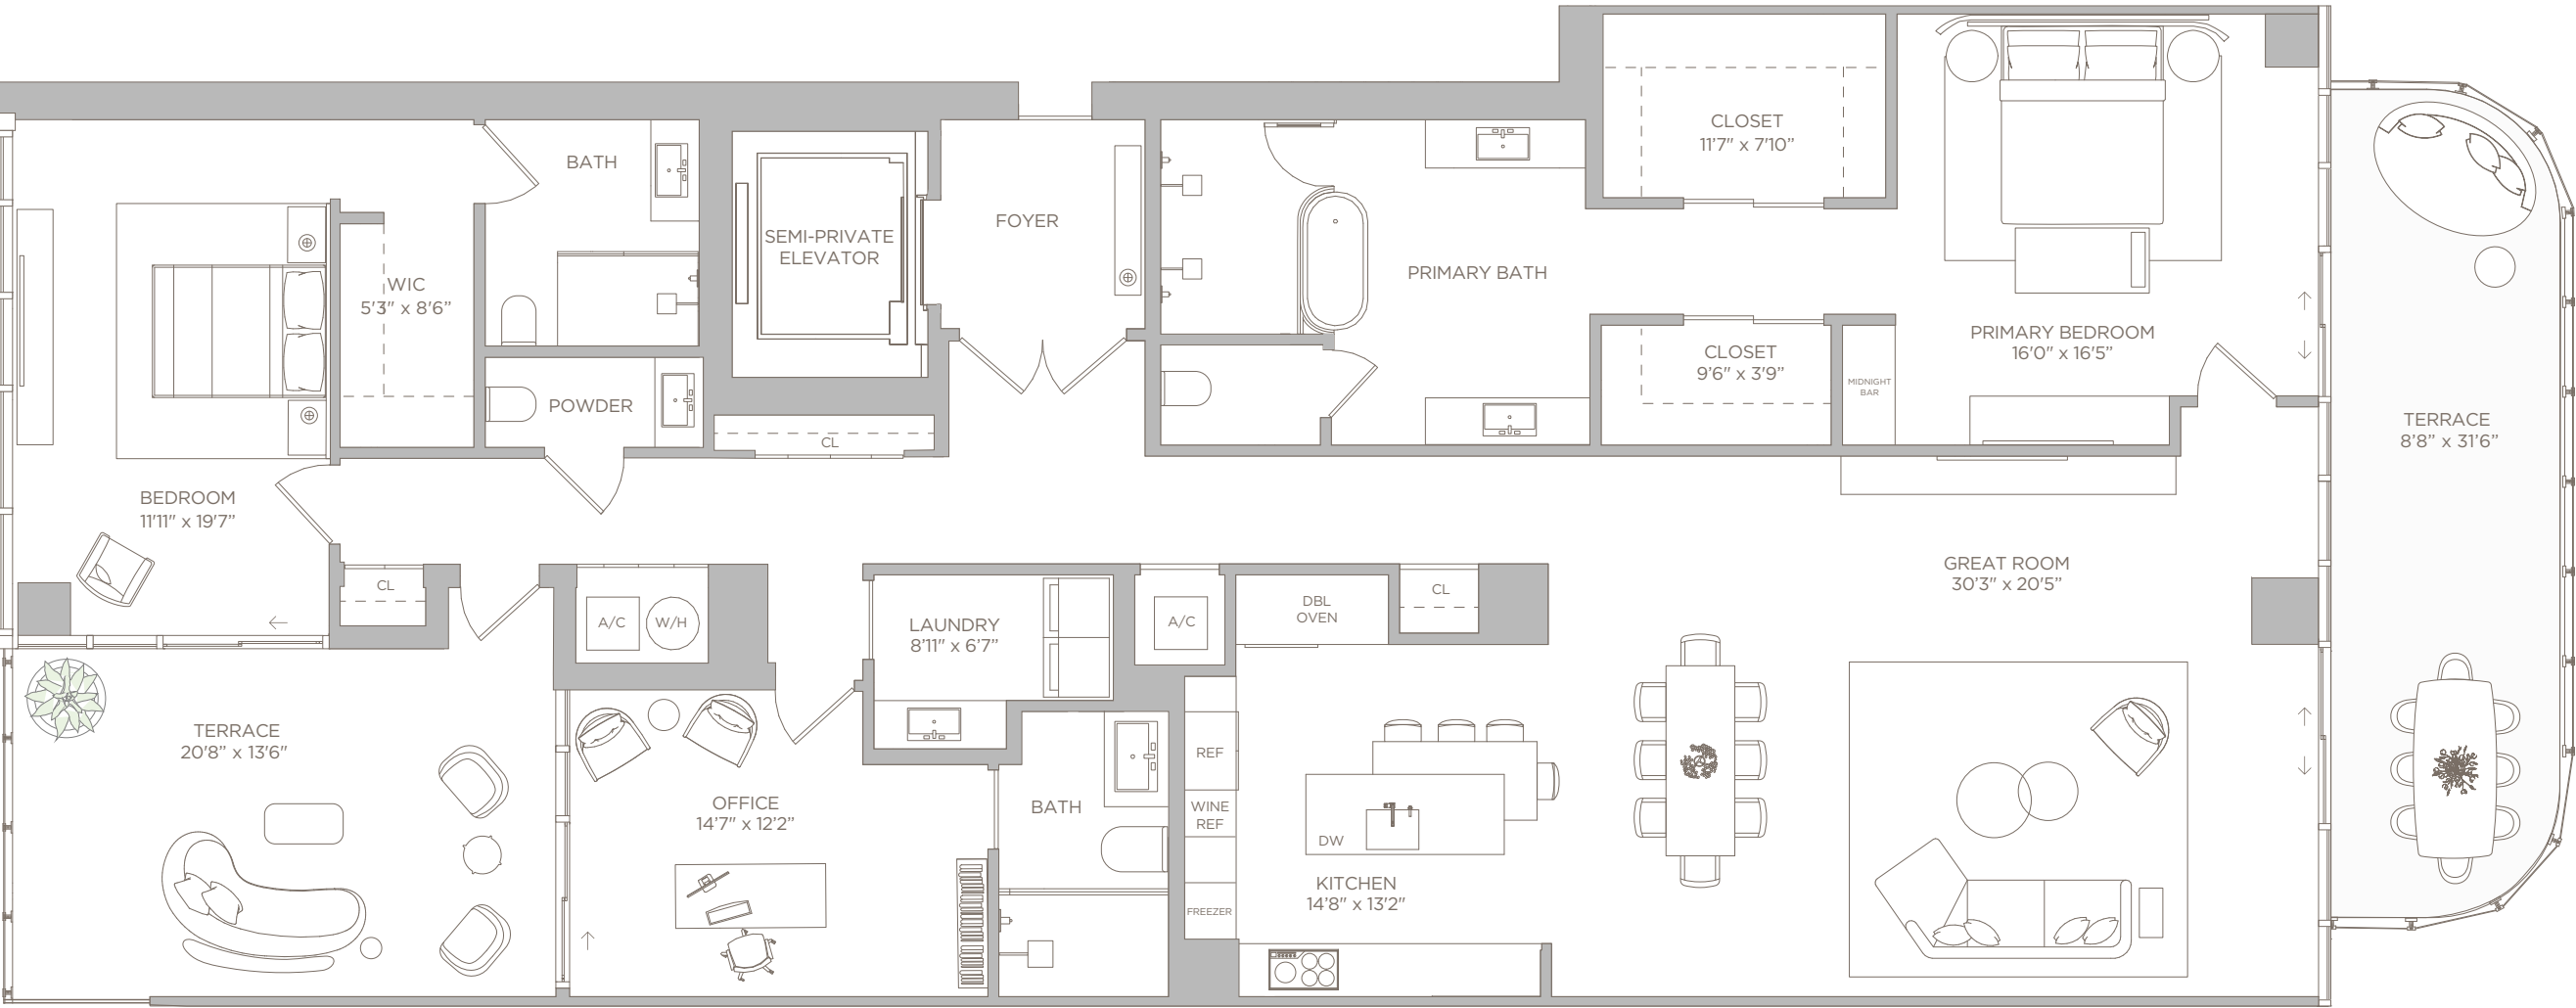 CLOSET
11'7" x 7'10"
BATH
FOYER
SEMI-PRIVATE
ELEVATOR
PRIMARY BATH
WIC
5'3" x 8'6"
PRIMARY BEDROOM
16'0" x 16'5"
CLOSET
9'6" x 3'9"
MIDNIGHT
BAR
POWDER
CL
TERRACE
8'8" x 31'6"
BEDROOM
11'11" x 19'7"
GREAT ROOM
30'3" x 20'5"
CL
A/C
W/H
LAUNDRY
8'11" x 6'7"
A/C
DBL
OVEN
CL
TERRACE
20'8" x 13'6"
REF
OFFICE
14'7" x 12'2"
BATH
WINE
REF
DW
KITCHEN
14'8" x 13'2"
FREEZER